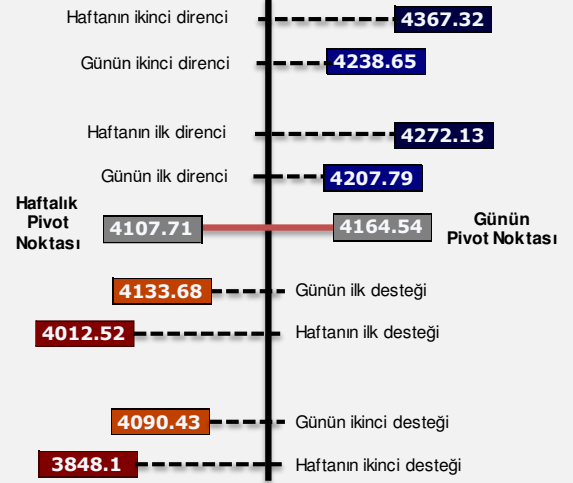 Haftanın ikinci direnci 4367.32
Günün ikinci direnci 4238.65
Haftanın ilk direnci 4272.13
Günün ilk direnci 4207.79
Haftalık
Pivot
Noktası
4107.71 4164.54
Günün
Pivot Noktası
4133.68 Günün ilk desteği
4012.52 Haftanın ilk desteği
4090.43 Günün ikinci desteği
3848.1 Haftanın ikinci desteği